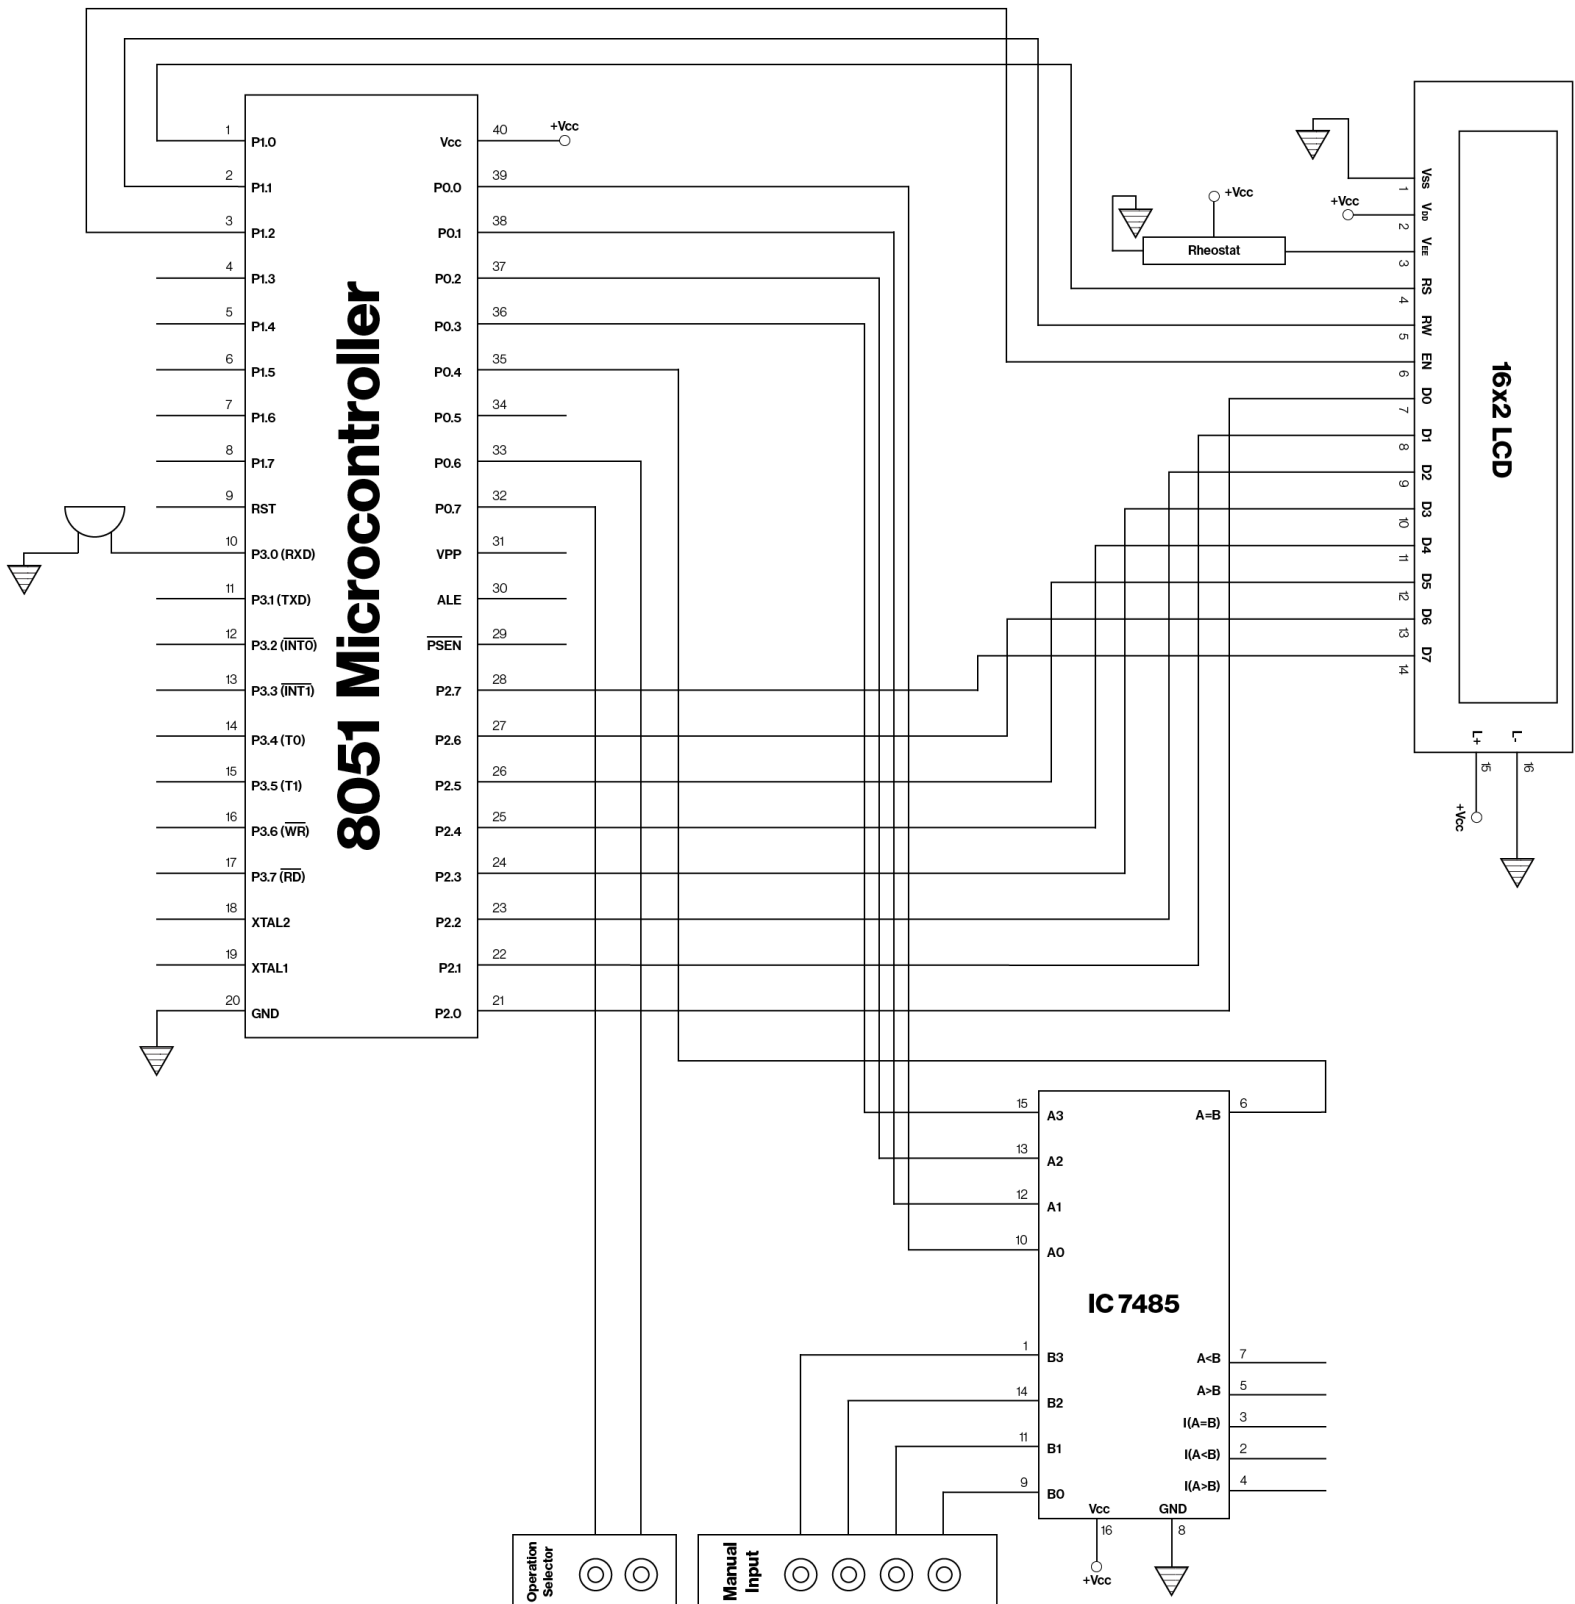 1 P1.0
2 P1.1
3 P1.2
4 P1.3
5 P1.4
6 P1.5
7 P1.6
8 P1.7
9 RST
10 P3.0 (RXD)
11 P3.1 (TXD)
12 P3.2 (INT0)
13 P3.3 (INT1)
14 P3.4 (T0)
15 P3.5 (T1)
16 P3.6 (WR)
17 P3.7 (RD)
18 XTAL2
19 XTAL1
20 GND
8051 Microcontroller
Vcc 40 +Vcc
P0.0 39
P0.1 38
P0.2 37
P0.3 36
P0.4 35
P0.5 34
P0.6 33
P0.7 32
VPP 31
ALE 30
PSEN 29
P2.7 28
P2.6 27
P2.5 26
P2.4 25
P2.3 24
P2.2 23
P2.1 22
P2.0 21
+Vcc
Rheostat
+Vcc
1 VSS
2 VDD
3 VEE
4 RS
5 RW
6 EN
7 D0
8 D1
9 D2
10 D3
11 D4
12 D5
13 D6
14 D7
16x2 LCD
L+ 15
L- 16
+Vcc
15 A3
13 A2
12 A1
10 A0
IC 7485
1 B3
14 B2
11 B1
9 B0
A=B 6
A<B 7
A>B 5
I(A=B) 3
I(A<B) 2
I(A>B) 4
Vcc 16
+Vcc
GND 8
Operation
Selector
Manual
Input